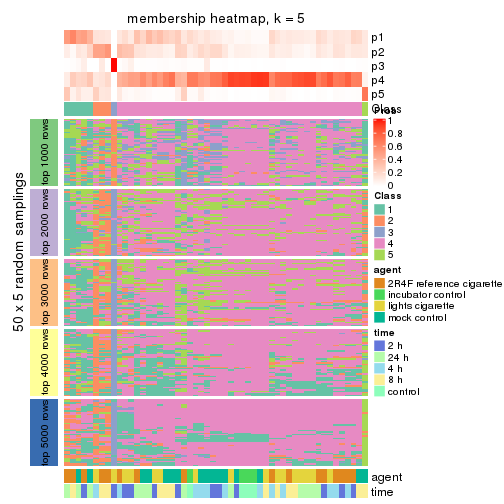 membership heatmap, k = 5
p1
p2
p3
p4
p5
Class
Prob
1
0.8
0.6
0.4
0.2
0
Class
1
2
3
4
5
agent
2R4F reference cigarette
incubator control
lights cigarette
mock control
time
2 h
24 h
4 h
8 h
control
50 x 5 random samplings
top 1000 rows
top 2000 rows
top 3000 rows
top 4000 rows
top 5000 rows
agent
time